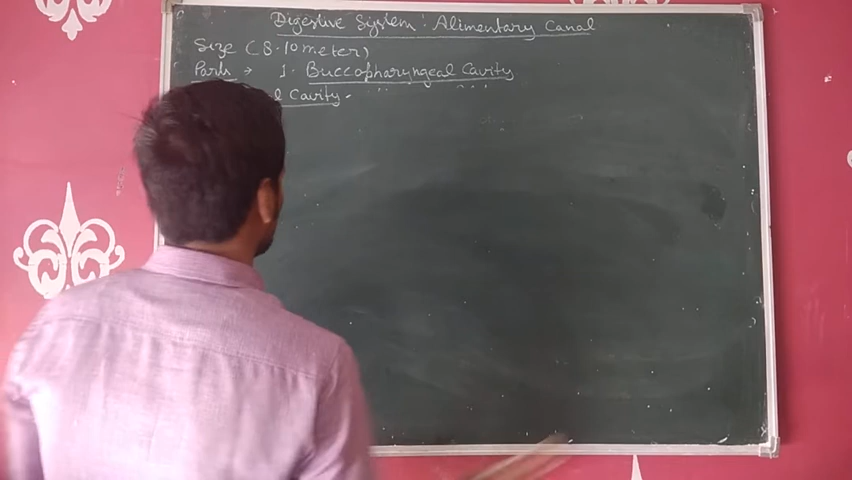 Digestive System : Alimentary Canal
Size (8-10 meter)
Parts → 1. Buccopharyngeal Cavity
Cavity -